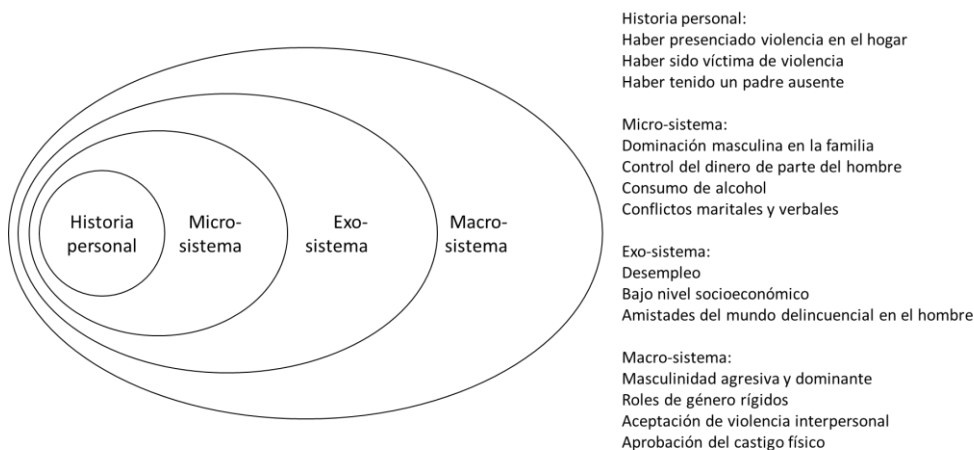 Historia
personal
Micro-
sistema
Exo-
sistema
Macro-
sistema
Historia personal:
Haber presenciado violencia en el hogar
Haber sido víctima de violencia
Haber tenido un padre ausente
Micro-sistema:
Dominación masculina en la familia
Control del dinero de parte del hombre
Consumo de alcohol
Conflictos maritales y verbales
Exo-sistema:
Desempleo
Bajo nivel socioeconómico
Amistades del mundo delincuencial en el hombre
Macro-sistema:
Masculinidad agresiva y dominante
Roles de género rígidos
Aceptación de violencia interpersonal
Aprobación del castigo físico